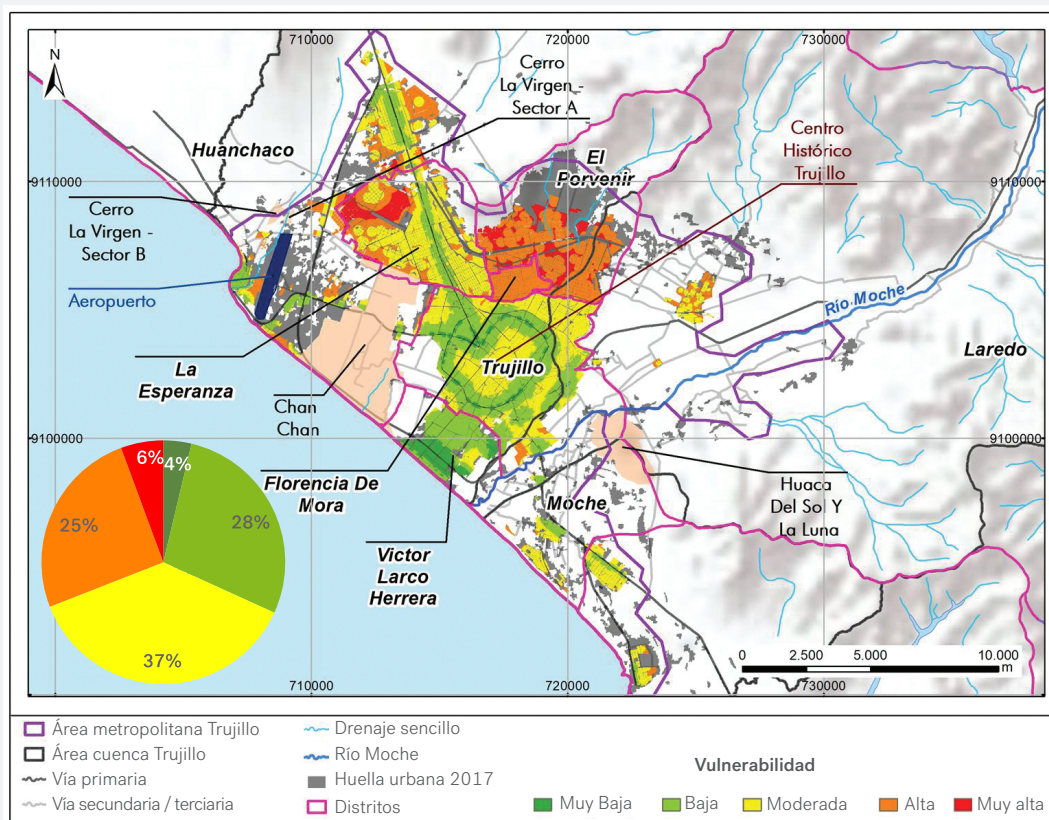 N
710000
720000
730000
Cerro
La Virgen -
Sector A
Huanchaco
El
Porvenir
Centro
Histórico
Trujillo
9110000
9110000
Cerro
La Virgen -
Sector B
Aeropuerto
Río Moche
La
Esperanza
Trujillo
Laredo
Chan
Chan
9100000
9100000
Florencia De
Mora
Moche
Huaca
Del Sol Y
La Luna
Victor
Larco
Herrera
6%
4%
25%
28%
37%
0
2.500
5.000
10.000
m
710000
720000
730000
Área metropolitana Trujillo
Área cuenca Trujillo
Vía primaria
Vía secundaria / terciaria
Drenaje sencillo
Río Moche
Huella urbana 2017
Distritos
Vulnerabilidad
Muy Baja
Baja
Moderada
Alta
Muy alta